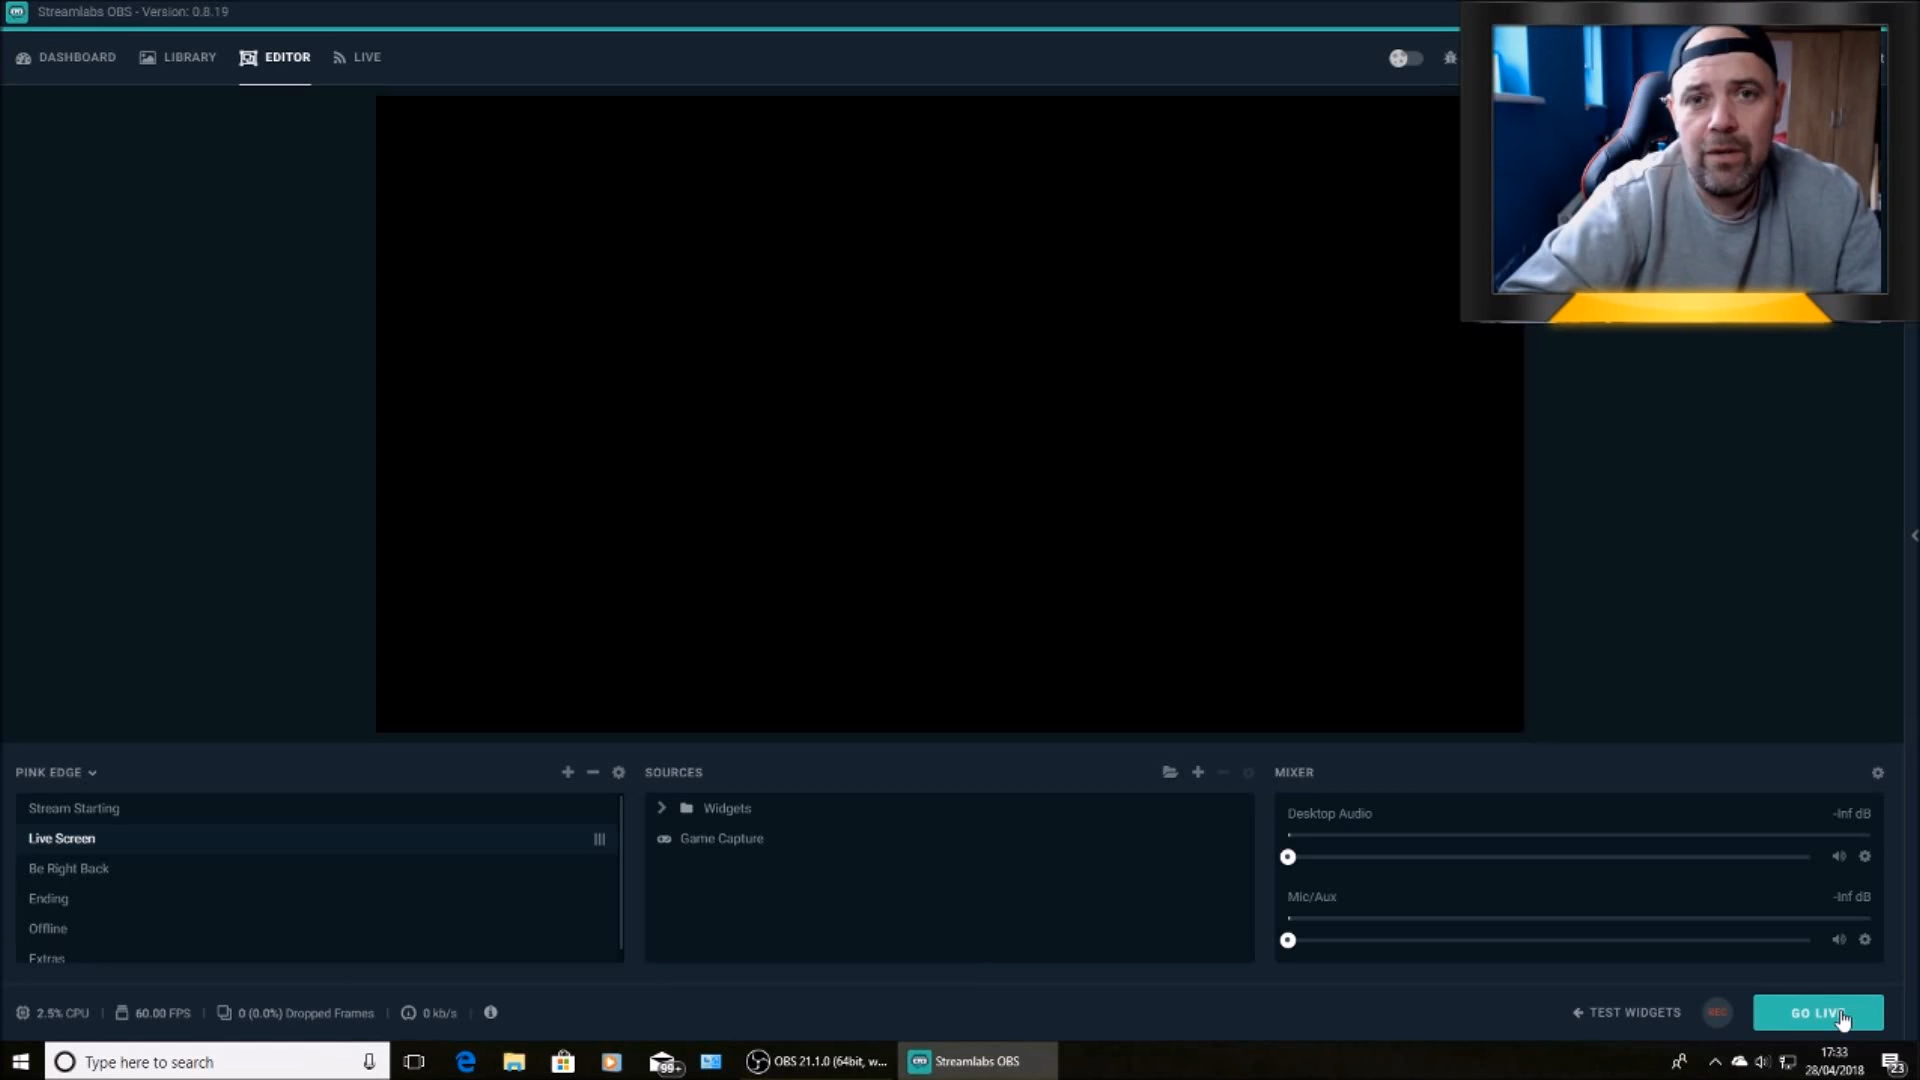 Streamlabs OBS - Version: 0.8.19
DASHBOARD
LIBRARY
EDITOR
LIVE
PINK EDGE
SOURCES
MIXER
Stream Starting
Live Screen
Be Right Back
Ending
Offline
Extras
Widgets
Game Capture
Desktop Audio
-Inf dB
Mic/Aux
-Inf dB
2.5% CPU
60.00 FPS
0 (0.0%) Dropped Frames
0 kb/s
TEST WIDGETS
REC
GO LIVE
Type here to search
99+
OBS 21.1.0 (64bit, w...
Streamlabs OBS
17:33
28/04/2018
23